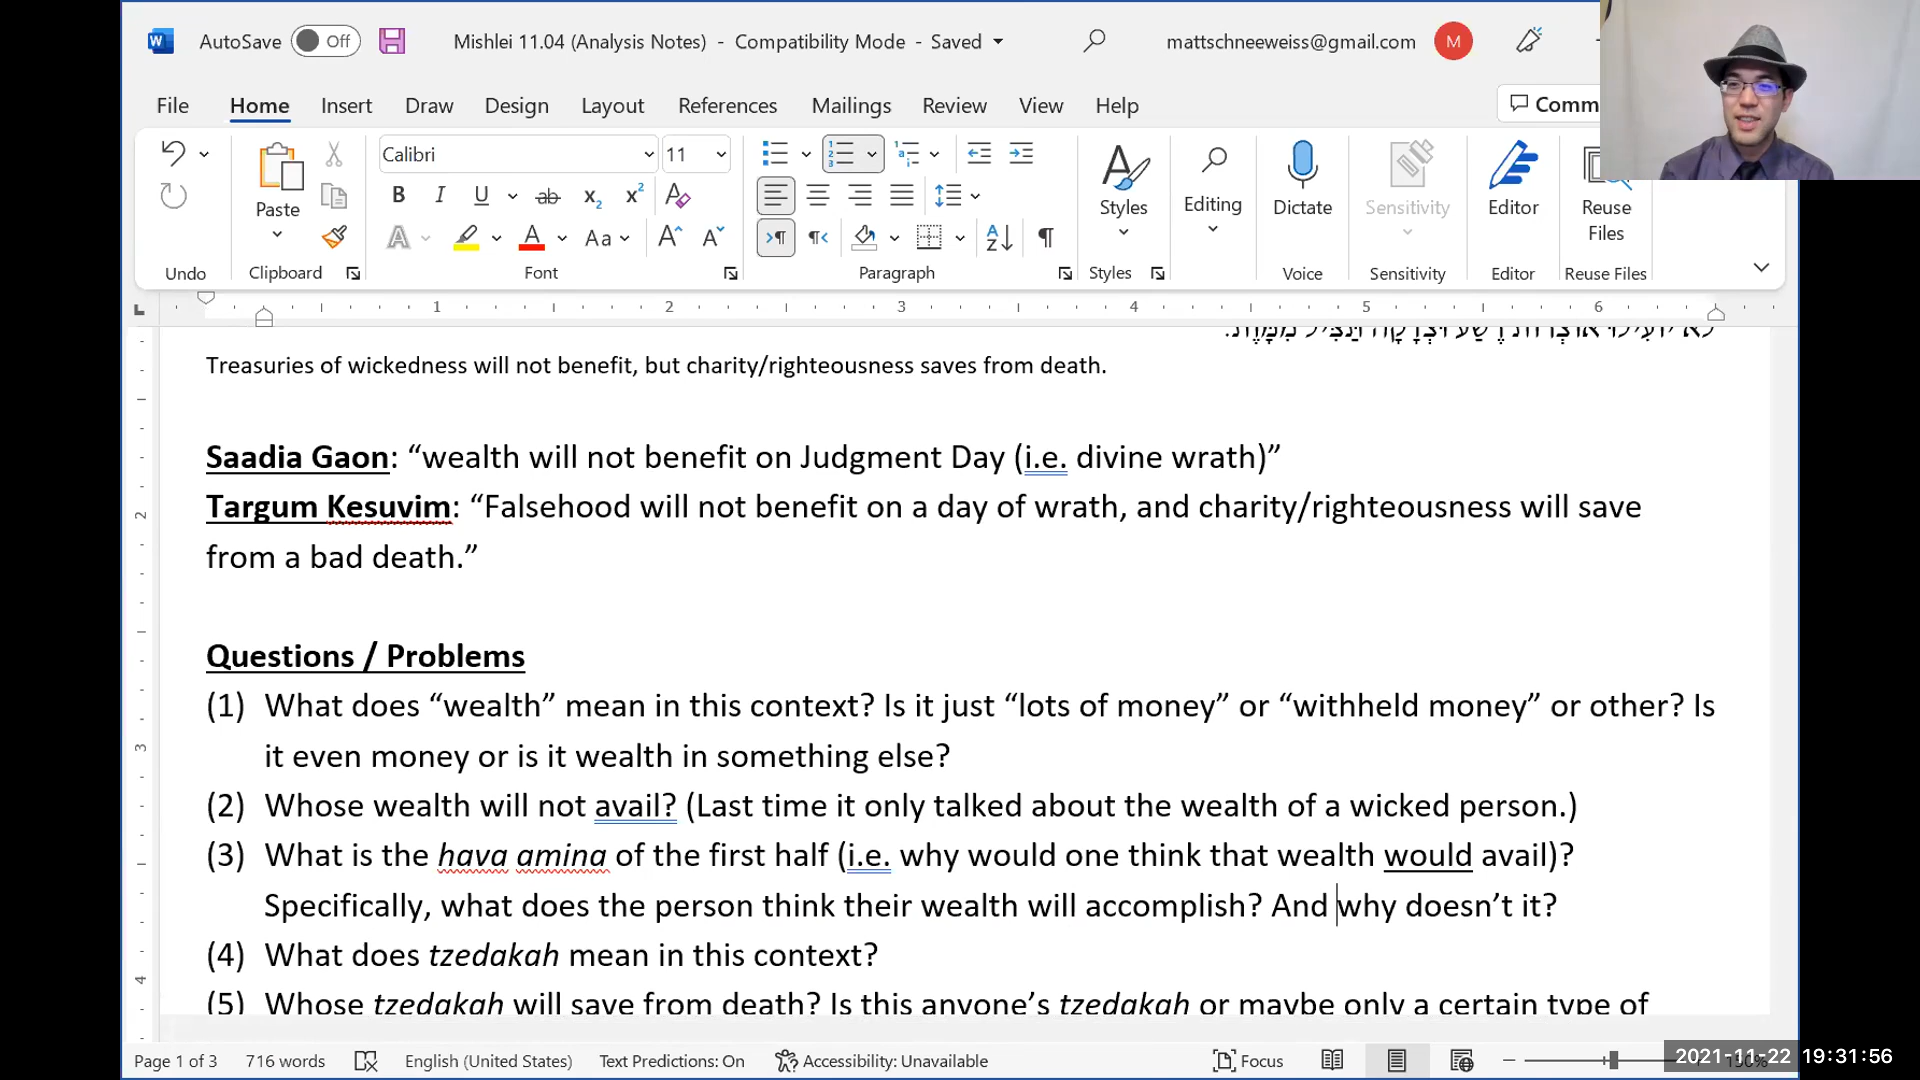 AutoSave Off Mishlei 11.04 (Analysis Notes) - Compatibility Mode - Saved mattschneeweiss@gmail.com M
File Home Insert Draw Design Layout References Mailings Review View Help Comm
Calibri 11
Paste Styles Editing Dictate Sensitivity Editor Reuse Files
Undo Clipboard Font Paragraph Styles Voice Sensitivity Editor Reuse Files
1 2 3 4 5 6
לא יועילו אוצרות רֶשַׁע וּצְדָקָה תַּצִּיל מִמָּוֶת.
Treasuries of wickedness will not benefit, but charity/righteousness saves from death.
Saadia Gaon: “wealth will not benefit on Judgment Day (i.e. divine wrath)”
Targum Kesuvim: “Falsehood will not benefit on a day of wrath, and charity/righteousness will save
from a bad death.”
Questions / Problems
(1) What does “wealth” mean in this context? Is it just “lots of money” or “withheld money” or other? Is
it even money or is it wealth in something else?
(2) Whose wealth will not avail? (Last time it only talked about the wealth of a wicked person.)
(3) What is the hava amina of the first half (i.e. why would one think that wealth would avail)?
Specifically, what does the person think their wealth will accomplish? And why doesn’t it?
(4) What does tzedakah mean in this context?
(5) Whose tzedakah will save from death? Is this anyone’s tzedakah or maybe only a certain type of
Page 1 of 3 716 words English (United States) Text Predictions: On Accessibility: Unavailable Focus
2021-11-22 19:31:56